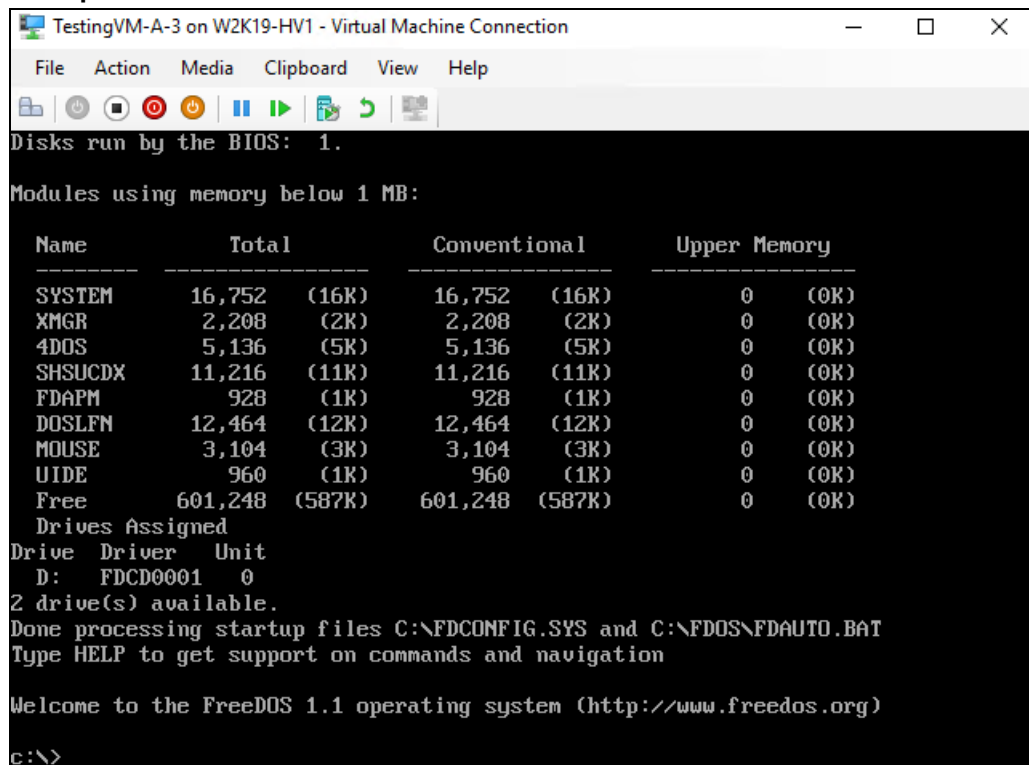 TestingVM-A-3 on W2K19-HV1 - Virtual Machine Connection
File Action Media Clipboard View Help
Disks run by the BIOS:  1.
Modules using memory below 1 MB:
  Name           Total           Conventional       Upper Memory
  --------  ----------------   ----------------   ----------------
  SYSTEM      16,752   (16K)     16,752   (16K)          0    (0K)
  XMGR         2,208    (2K)      2,208    (2K)          0    (0K)
  4DOS         5,136    (5K)      5,136    (5K)          0    (0K)
  SHSUCDX     11,216   (11K)     11,216   (11K)          0    (0K)
  FDAPM          928    (1K)        928    (1K)          0    (0K)
  DOSLFN      12,464   (12K)     12,464   (12K)          0    (0K)
  MOUSE        3,104    (3K)      3,104    (3K)          0    (0K)
  UIDE           960    (1K)        960    (1K)          0    (0K)
  Free       601,248  (587K)    601,248  (587K)          0    (0K)
  Drives Assigned
Drive  Driver   Unit
  D:   FDCD0001   0
2 drive(s) available.
Done processing startup files C:\FDCONFIG.SYS and C:\FDOS\FDAUTO.BAT
Type HELP to get support on commands and navigation
Welcome to the FreeDOS 1.1 operating system (http://www.freedos.org)
c:\>